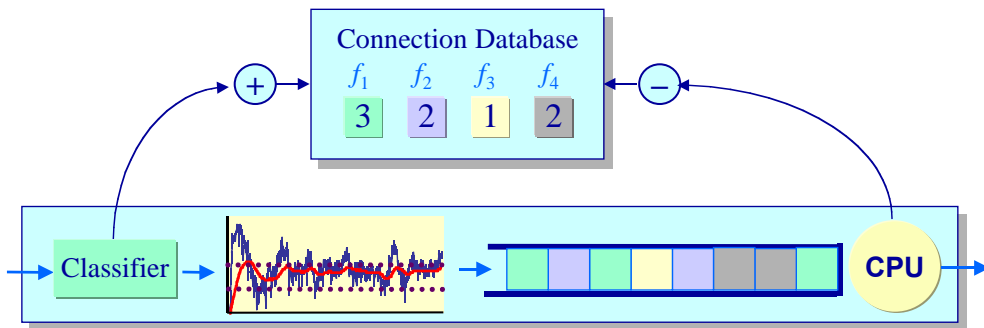 Connection Database
f1 f2 f3 f4
+ −
3 2 1 2
Classifier
CPU